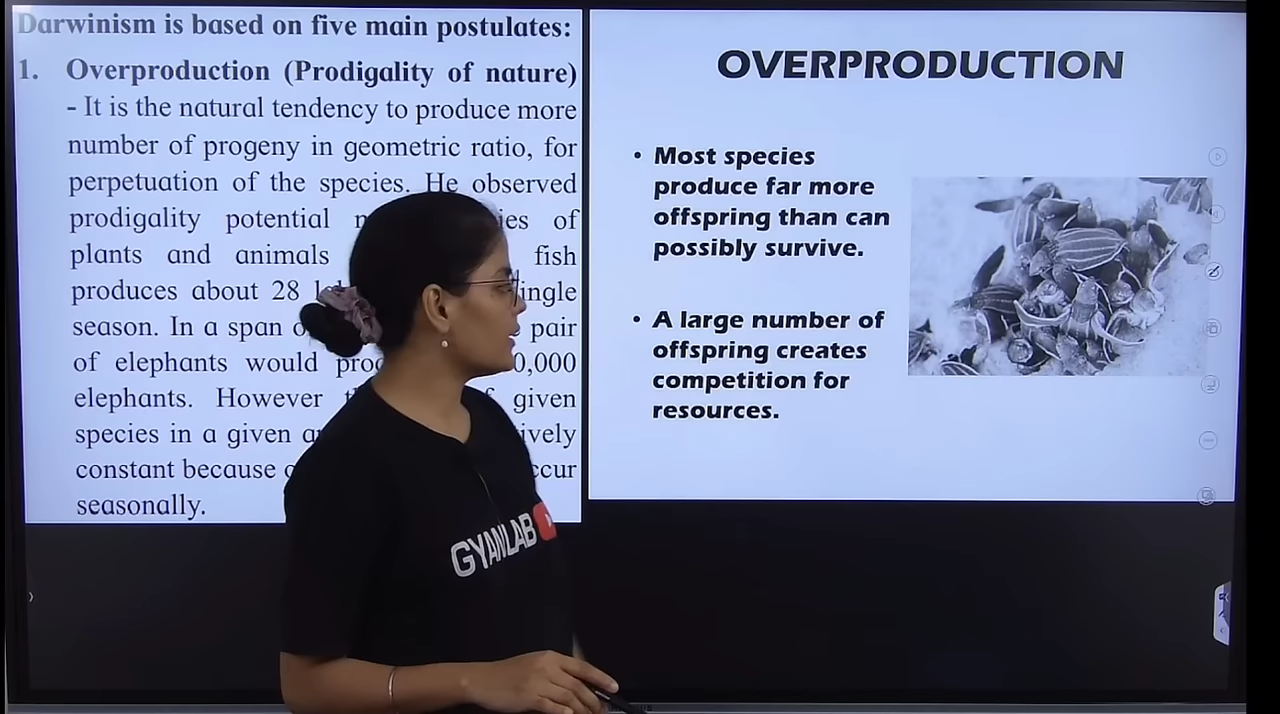 Darwinism is based on five main postulates:
1. Overproduction (Prodigality of nature)
- It is the natural tendency to produce more
number of progeny in geometric ratio, for
perpetuation of the species. He observed
prodigality potential of
plants and animals fish
produces about 28 single
season. In a span pair
of elephants would
elephants. However given
species in a given
constant because
seasonally.
OVERPRODUCTION
• Most species
produce far more
offspring than can
possibly survive.
• A large number of
offspring creates
competition for
resources.
GYANLAB